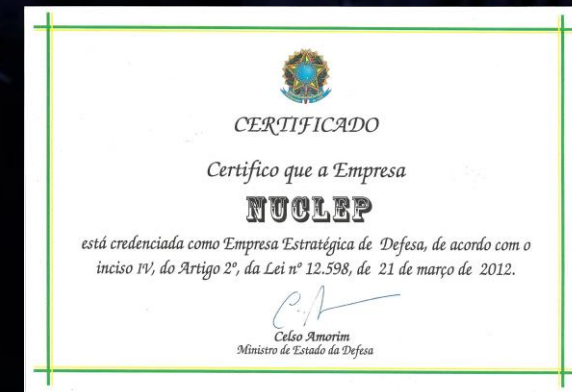 CERTIFICADO
Certifico que a Empresa
NUCLEP
está credenciada como Empresa Estratégica de Defesa, de acordo com o
inciso IV, do Artigo 2º, da Lei nº 12.598, de 21 de março de 2012.
Celso Amorim
Ministro de Estado da Defesa